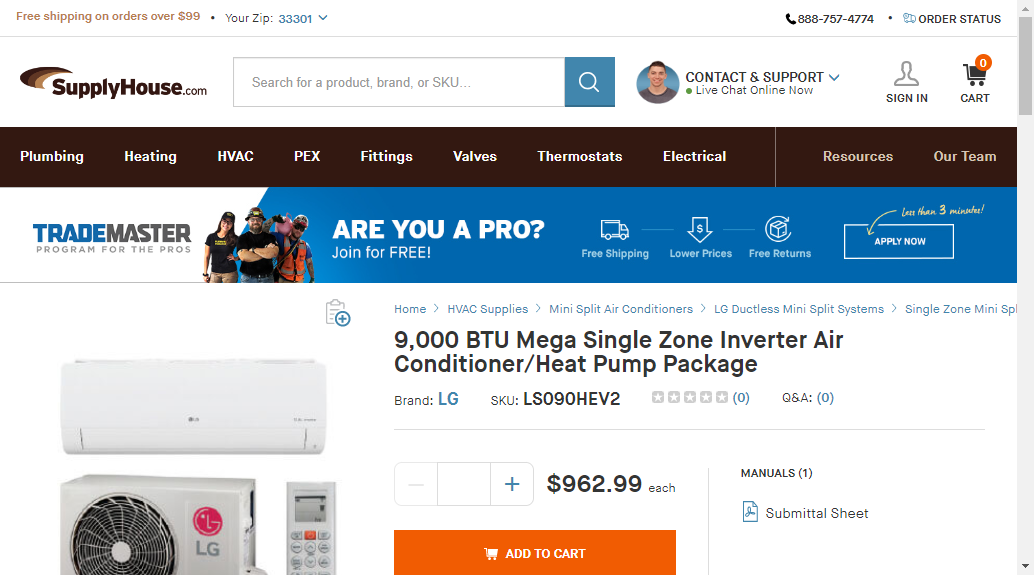 Free shipping on orders over $99 • Your Zip: 33301
888-757-4774 • ORDER STATUS
SupplyHouse.com
Search for a product, brand, or SKU...
CONTACT & SUPPORT
Live Chat Online Now
SIGN IN
0
CART
Plumbing Heating HVAC PEX Fittings Valves Thermostats Electrical Resources Our Team
TRADEMASTER
PROGRAM FOR THE PROS
ARE YOU A PRO?
Join for FREE!
Free Shipping
Lower Prices
Free Returns
Less than 3 minutes!
APPLY NOW
Home > HVAC Supplies > Mini Split Air Conditioners > LG Ductless Mini Split Systems > Single Zone Mini Spl
9,000 BTU Mega Single Zone Inverter Air
Conditioner/Heat Pump Package
Brand: LG SKU: LS090HEV2 (0) Q&A: (0)
$962.99 each
ADD TO CART
MANUALS (1)
Submittal Sheet
LG
LG